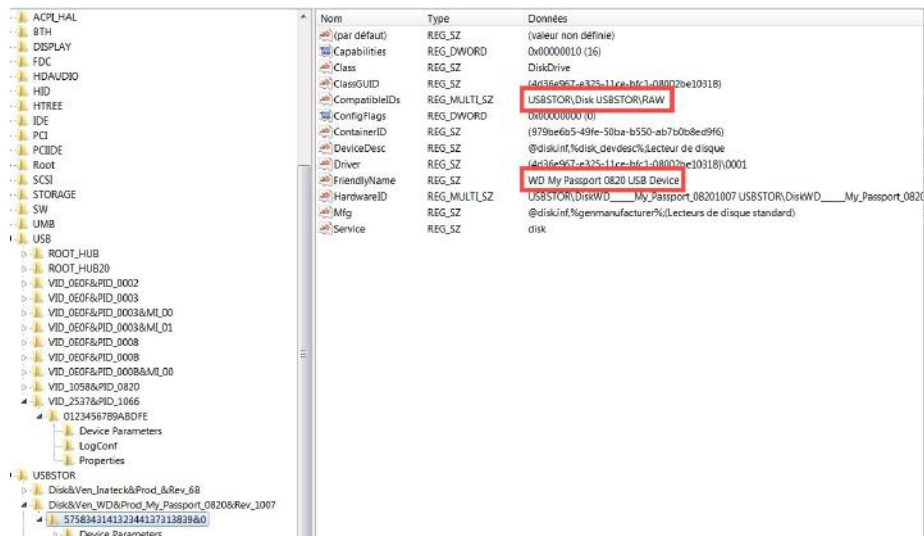 ACPI_HAL
BTH
DISPLAY
FDC
HDAUDIO
HID
HTREE
IDE
PCI
PCIIDE
Root
SCSI
STORAGE
SW
UMB
USB
ROOT_HUB
ROOT_HUB20
VID_0E0F&PID_0002
VID_0E0F&PID_0003
VID_0E0F&PID_0003&MI_00
VID_0E0F&PID_0003&MI_01
VID_0E0F&PID_0008
VID_0E0F&PID_000B
VID_0E0F&PID_000B&MI_00
VID_1058&PID_0820
VID_2537&PID_1066
0123456789ABDFE
Device Parameters
LogConf
Properties
USBSTOR
Disk&Ven_Inateck&Prod_&Rev_6B
Disk&Ven_WD&Prod_My_Passport_0820&Rev_1007
575834314132344137313839&0
Device Parameters
Nom Type Données
(par défaut) REG_SZ (valeur non définie)
Capabilities REG_DWORD 0x00000010 (16)
Class REG_SZ DiskDrive
ClassGUID REG_SZ {4d36e967-e325-11ce-bfc1-08002be10318}
CompatibleIDs REG_MULTI_SZ USBSTOR\Disk USBSTOR\RAW
ConfigFlags REG_DWORD 0x00000000 (0)
ContainerID REG_SZ {979be6b5-49fe-50ba-b550-ab7b0b8ed9f6}
DeviceDesc REG_SZ @disk.inf,%disk_devdesc%;Lecteur de disque
Driver REG_SZ {4d36e967-e325-11ce-bfc1-08002be10318}\0001
FriendlyName REG_SZ WD My Passport 0820 USB Device
HardwareID REG_MULTI_SZ USBSTOR\DiskWD_____My_Passport_08201007 USBSTOR\DiskWD_____My_Passport_0820
Mfg REG_SZ @disk.inf,%genmanufacturer%;(Lecteurs de disque standard)
Service REG_SZ disk